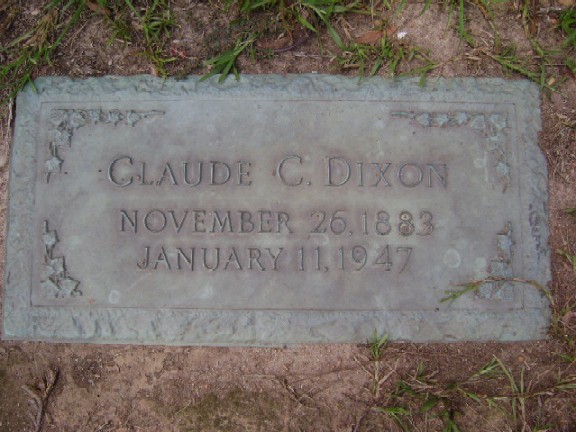 CLAUDE C. DIXON
NOVEMBER 26, 1883
JANUARY 11, 1947